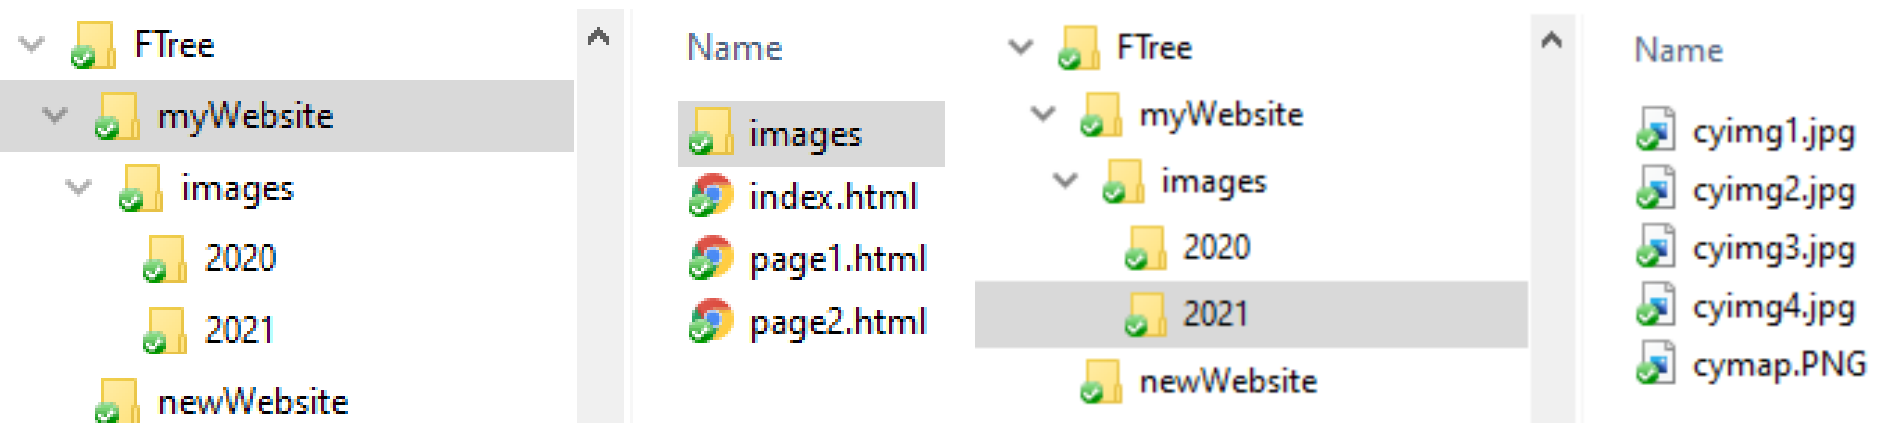 FTree
myWebsite
images
2020
2021
newWebsite
Name
images
index.html
page1.html
page2.html
FTree
myWebsite
images
2020
2021
newWebsite
Name
cyimg1.jpg
cyimg2.jpg
cyimg3.jpg
cyimg4.jpg
cymap.PNG